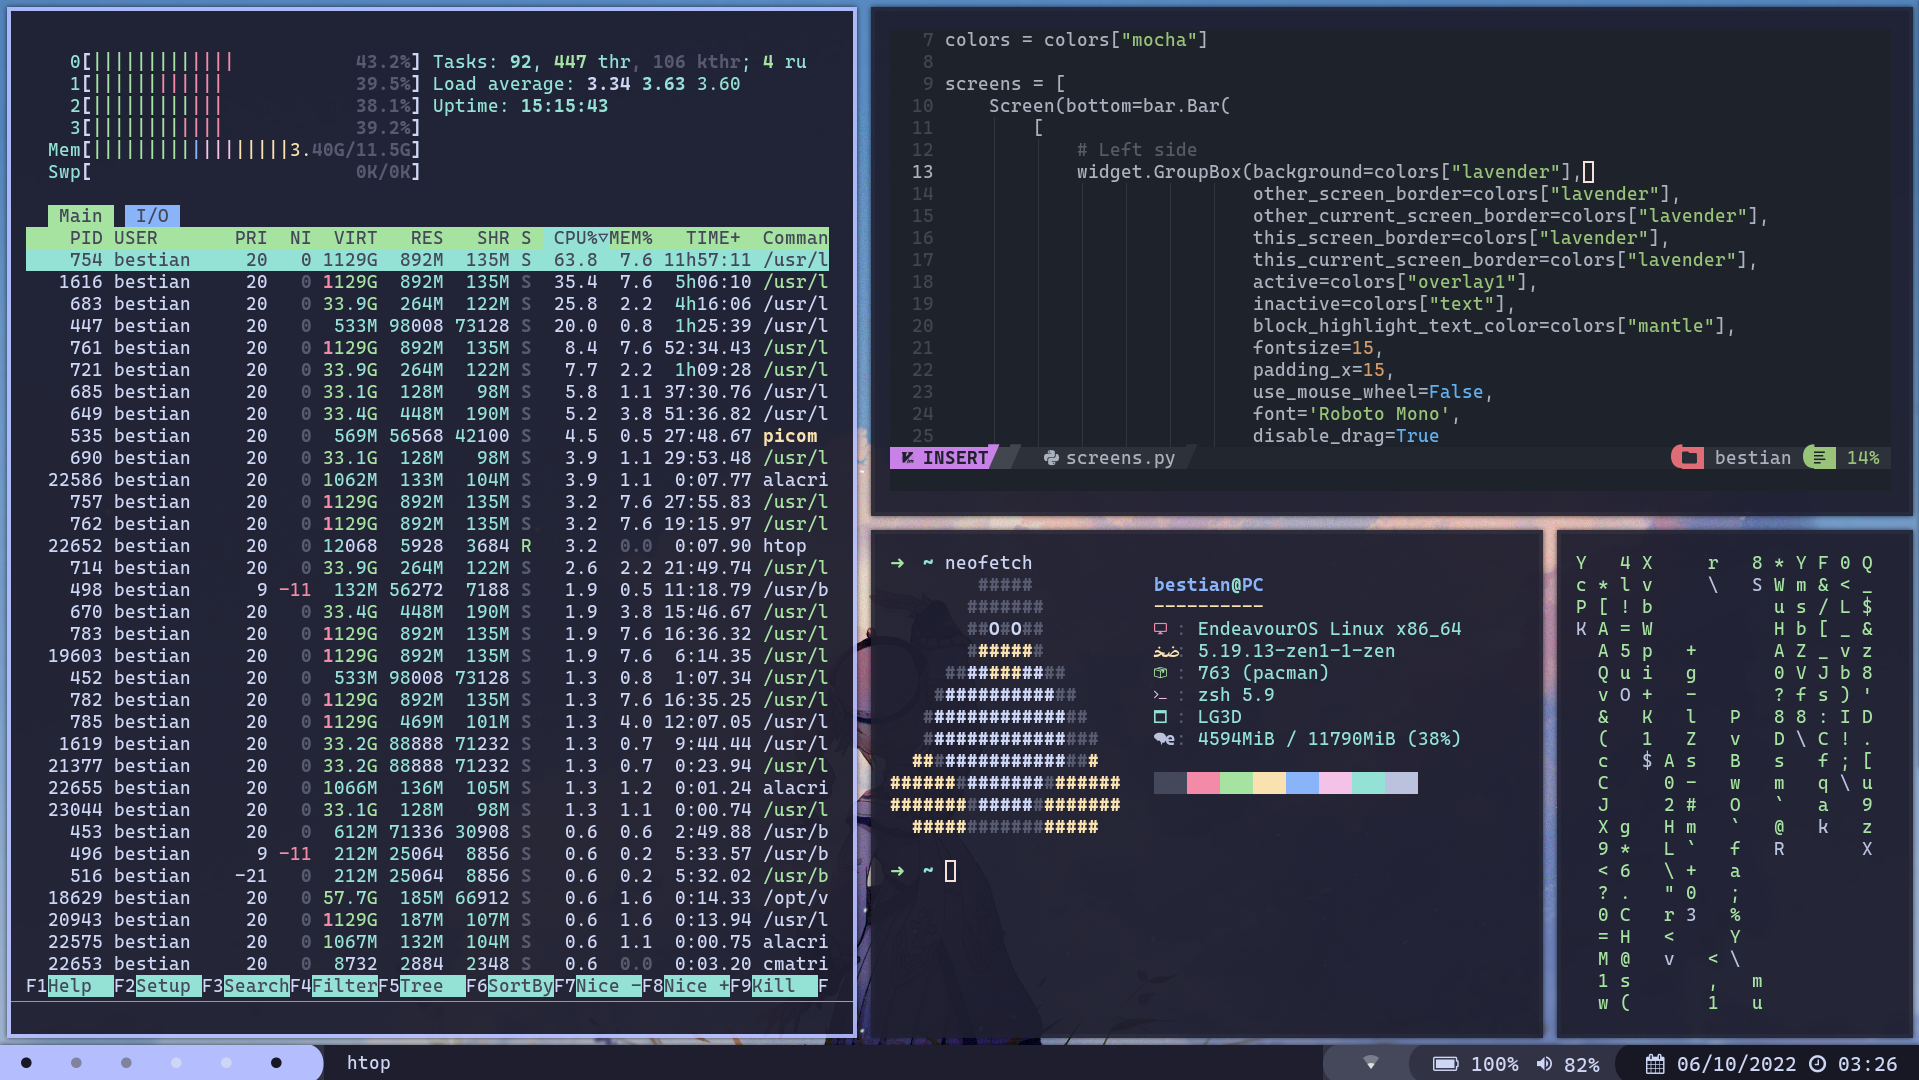 0[||||||||||||| 43.2%] Tasks: 92, 447 thr, 106 kthr; 4 ru
1[|||||||||||| 39.5%] Load average: 3.34 3.63 3.60
2[|||||||||||| 38.1%] Uptime: 15:15:43
3[|||||||||||| 39.2%]
Mem[||||||||||||||||||3.40G/11.5G]
Swp[ 0K/0K]
Main I/O
PID USER PRI NI VIRT RES SHR S CPU%▽MEM% TIME+ Comman
754 bestian 20 0 1129G 892M 135M S 63.8 7.6 11h57:11 /usr/l
1616 bestian 20 0 1129G 892M 135M S 35.4 7.6 5h06:10 /usr/l
683 bestian 20 0 33.9G 264M 122M S 25.8 2.2 4h16:06 /usr/l
447 bestian 20 0 533M 98008 73128 S 20.0 0.8 1h25:39 /usr/l
761 bestian 20 0 1129G 892M 135M S 8.4 7.6 52:34.43 /usr/l
721 bestian 20 0 33.9G 264M 122M S 7.7 2.2 1h09:28 /usr/l
685 bestian 20 0 33.1G 128M 98M S 5.8 1.1 37:30.76 /usr/l
649 bestian 20 0 33.4G 448M 190M S 5.2 3.8 51:36.82 /usr/l
535 bestian 20 0 569M 56568 42100 S 4.5 0.5 27:48.67 picom
690 bestian 20 0 33.1G 128M 98M S 3.9 1.1 29:53.48 /usr/l
22586 bestian 20 0 1062M 133M 104M S 3.9 1.1 0:07.77 alacri
757 bestian 20 0 1129G 892M 135M S 3.2 7.6 27:55.83 /usr/l
762 bestian 20 0 1129G 892M 135M S 3.2 7.6 19:15.97 /usr/l
22652 bestian 20 0 12068 5928 3684 R 3.2 0.0 0:07.90 htop
714 bestian 20 0 33.9G 264M 122M S 2.6 2.2 21:49.74 /usr/l
498 bestian 9 -11 132M 56272 7188 S 1.9 0.5 11:18.79 /usr/b
670 bestian 20 0 33.4G 448M 190M S 1.9 3.8 15:46.67 /usr/l
783 bestian 20 0 1129G 892M 135M S 1.9 7.6 16:36.32 /usr/l
19603 bestian 20 0 1129G 892M 135M S 1.9 7.6 6:14.35 /usr/l
452 bestian 20 0 533M 98008 73128 S 1.3 0.8 1:07.34 /usr/l
782 bestian 20 0 1129G 892M 135M S 1.3 7.6 16:35.25 /usr/l
785 bestian 20 0 1129G 469M 101M S 1.3 4.0 12:07.05 /usr/l
1619 bestian 20 0 33.2G 88888 71232 S 1.3 0.7 9:44.44 /usr/l
21377 bestian 20 0 33.2G 88888 71232 S 1.3 0.7 0:23.94 /usr/l
22655 bestian 20 0 1066M 136M 105M S 1.3 1.2 0:01.24 alacri
23044 bestian 20 0 33.1G 128M 98M S 1.3 1.1 0:00.74 /usr/l
453 bestian 20 0 612M 71336 30908 S 0.6 0.6 2:49.88 /usr/b
496 bestian 9 -11 212M 25064 8856 S 0.6 0.2 5:33.57 /usr/b
516 bestian -21 0 212M 25064 8856 S 0.6 0.2 5:32.02 /usr/b
18629 bestian 20 0 57.7G 185M 66912 S 0.6 1.6 0:14.33 /opt/v
20943 bestian 20 0 1129G 187M 107M S 0.6 1.6 0:13.94 /usr/l
22575 bestian 20 0 1067M 132M 104M S 0.6 1.1 0:00.75 alacri
22653 bestian 20 0 8732 2884 2348 S 0.6 0.0 0:03.20 cmatri
F1Help F2Setup F3SearchF4FilterF5Tree F6SortByF7Nice -F8Nice +F9Kill F
7 colors = colors["mocha"]
8
9 screens = [
10 Screen(bottom=bar.Bar(
11 [
12 # Left side
13 widget.GroupBox(background=colors["lavender"],
14 other_screen_border=colors["lavender"],
15 other_current_screen_border=colors["lavender"],
16 this_screen_border=colors["lavender"],
17 this_current_screen_border=colors["lavender"],
18 active=colors["overlay1"],
19 inactive=colors["text"],
20 block_highlight_text_color=colors["mantle"],
21 fontsize=15,
22 padding_x=15,
23 use_mouse_wheel=False,
24 font='Roboto Mono',
25 disable_drag=True
INSERT screens.py bestian 14%
➜ ~ neofetch
#####
#######
##O#O##
#######
###########
#############
###############
################
#################
#####################
#####################
#################
bestian@PC
----------
: EndeavourOS Linux x86_64
: 5.19.13-zen1-1-zen
: 763 (pacman)
: zsh 5.9
: LG3D
: 4594MiB / 11790MiB (38%)
➜ ~
Y 4 X r 8 * Y F 0 Q
c * l v \ S W m & < _
P [ ! b u s / L $
K A = W H b [ _ &
A 5 p + A Z _ v z
Q u i g 0 V J b 8
v O + - ? f s ) '
& K l P 8 8 : I D
( 1 Z v D \ C ! .
c $ A s B s f ; [
C 0 - w m q \ u
J 2 # O ` a 9
X g H m ` @ k z
9 * L ` f R X
< 6 \ + a
? . " 0 ;
0 C r 3 %
= H < Y
M @ v < \
1 s , m
w ( 1 u
htop
100% 82% 06/10/2022 03:26